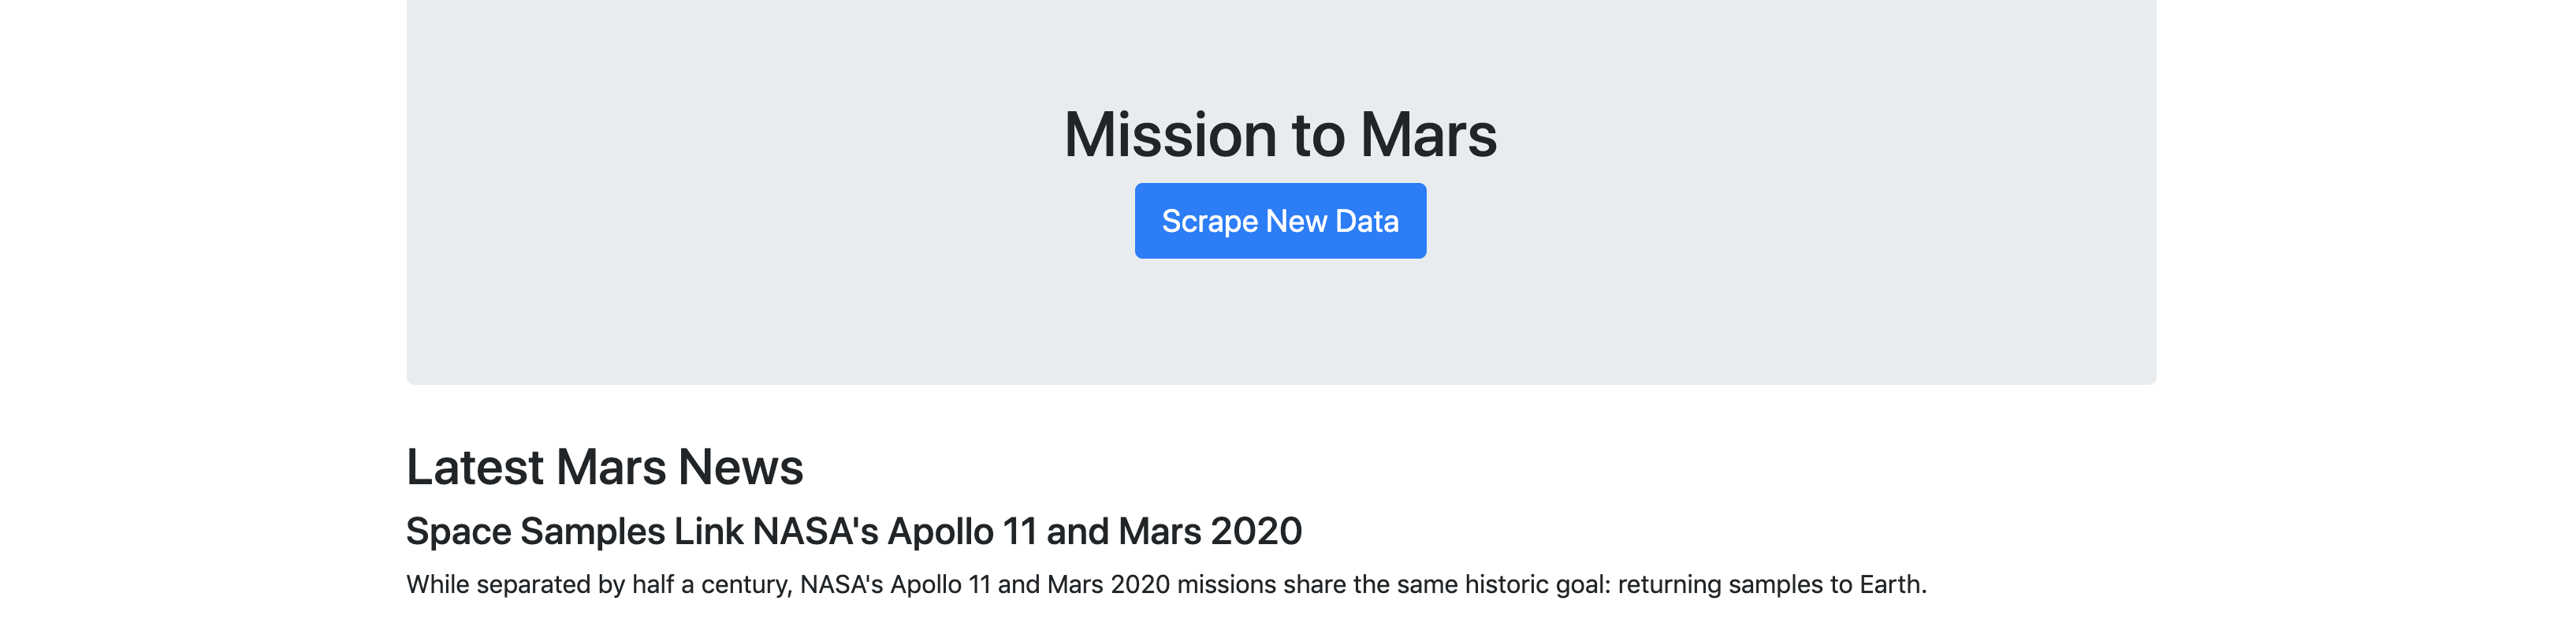 Mission to Mars
Scrape New Data
Latest Mars News
Space Samples Link NASA's Apollo 11 and Mars 2020
While separated by half a century, NASA's Apollo 11 and Mars 2020 missions share the same historic goal: returning samples to Earth.